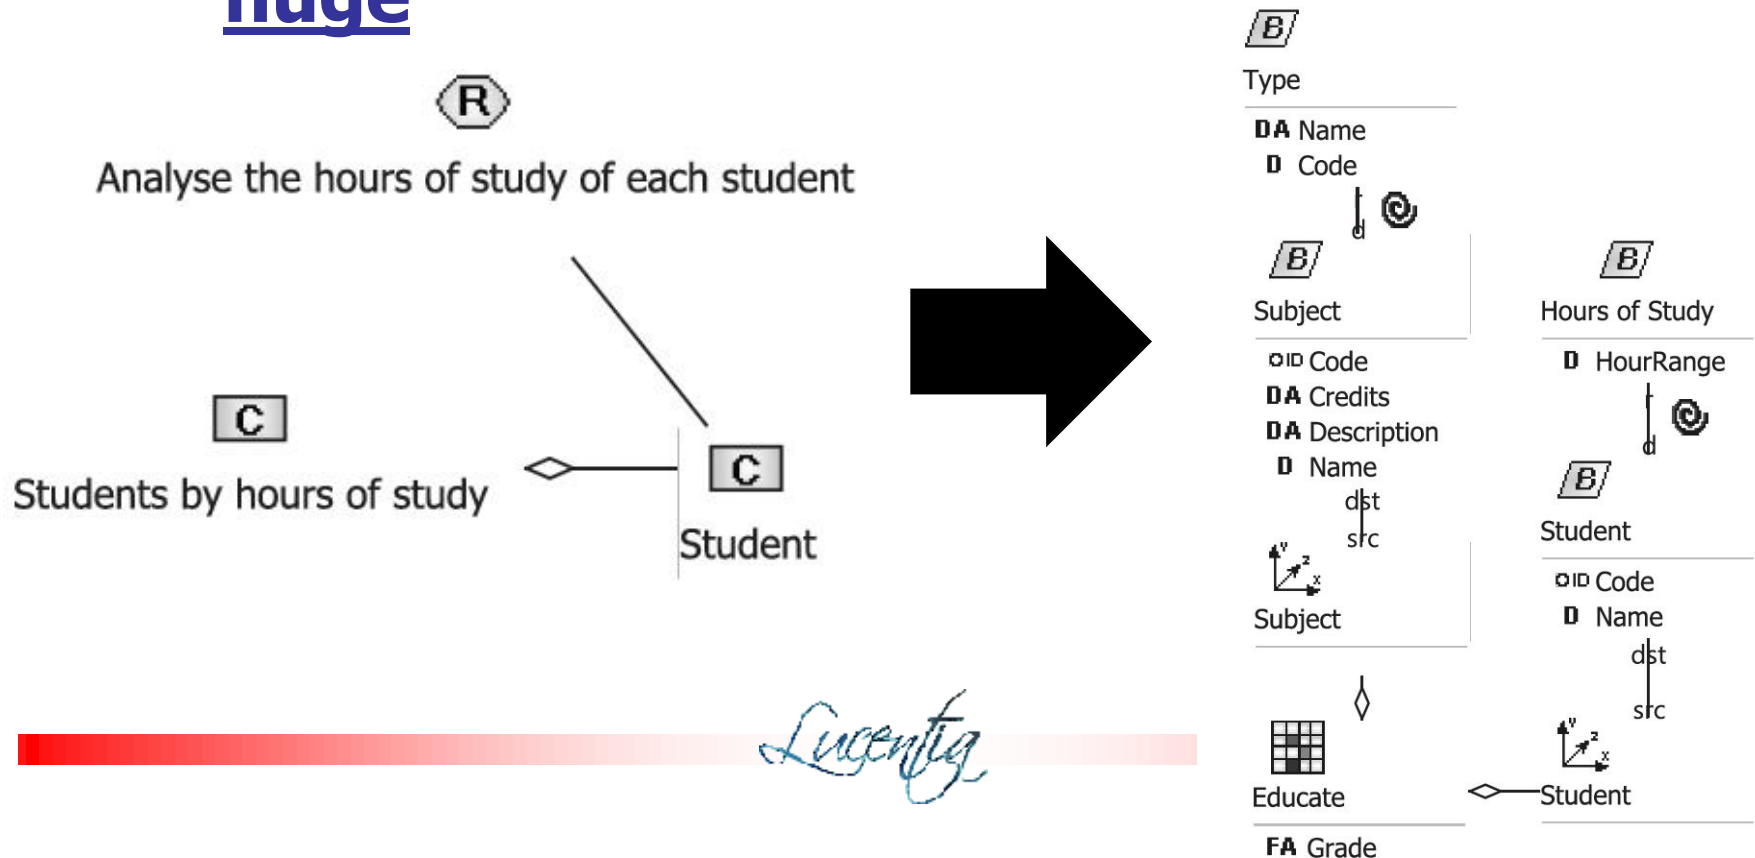 huge
R
Analyse the hours of study of each student
C
Students by hours of study
C
Student
Lucentia
B
Type
DA Name
D Code
r
d
B
Subject
OID Code
DA Credits
DA Description
D Name
dst
src
Y
Z
X
Subject
Educate
FA Grade
B
Hours of Study
D HourRange
r
d
B
Student
OID Code
D Name
dst
src
Y
Z
X
Student